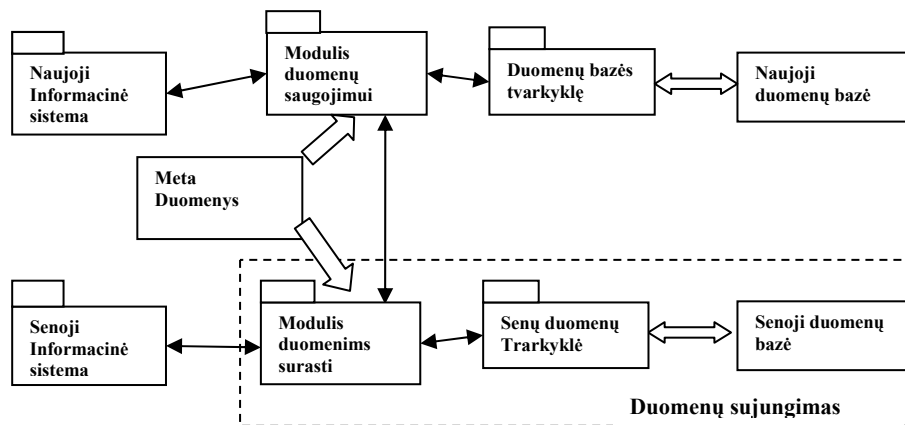 Naujoji
Informacinė
sistema
Modulis
duomenų
saugojimui
Duomenų bazės
tvarkyklę
Naujoji
duomenų bazė
Meta
Duomenys
Senoji
Informacinė
sistema
Modulis
duomenims
surasti
Senų duomenų
Trarkyklė
Senoji duomenų
bazė
Duomenų sujungimas